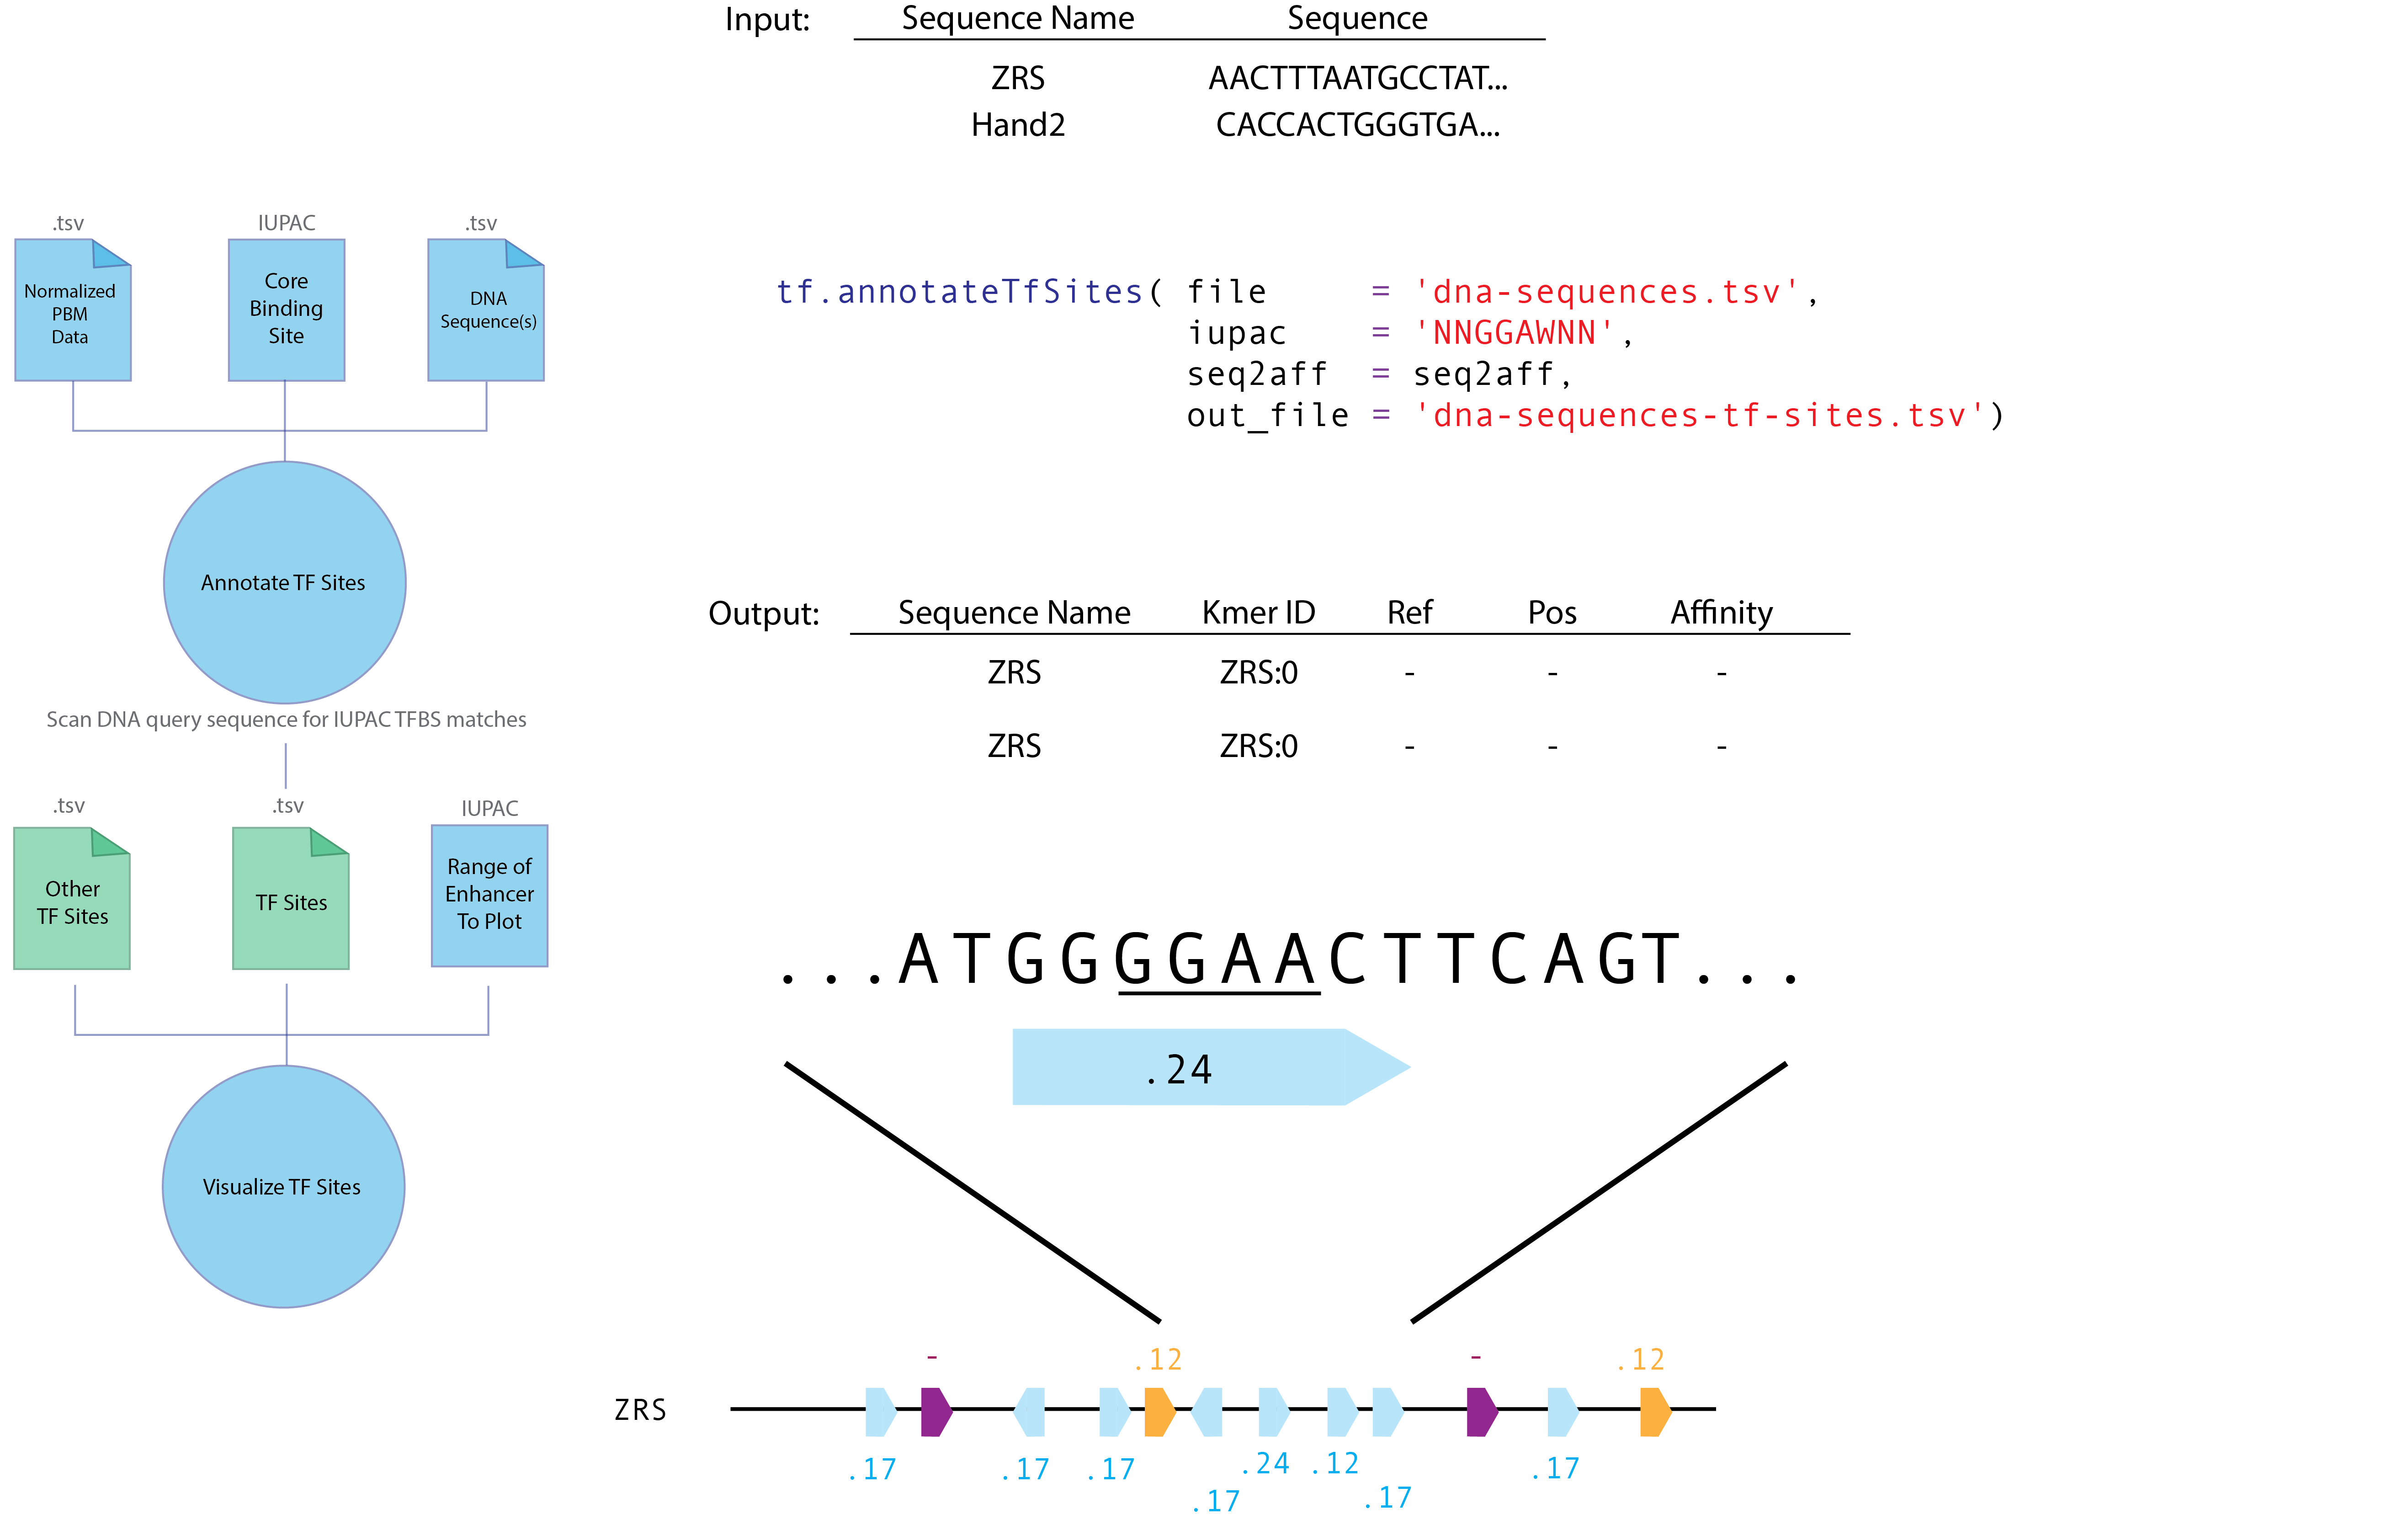 Input: Sequence Name Sequence
ZRS AACTTTAATGCCTAT...
Hand2 CACCACTGGGTGA...
.tsv IUPAC .tsv
Normalized
PBM
Data
Core
Binding
Site
DNA
Sequence(s)
tf.annotateTfSites( file = 'dna-sequences.tsv',
iupac = 'NNGGAWNN',
seq2aff = seq2aff,
out_file = 'dna-sequences-tf-sites.tsv')
Annotate TF Sites
Scan DNA query sequence for IUPAC TFBS matches
Output: Sequence Name Kmer ID Ref Pos Affinity
ZRS ZRS:0 - - -
ZRS ZRS:0 - - -
.tsv .tsv IUPAC
Other
TF Sites
TF Sites
Range of
Enhancer
To Plot
...ATGGGGAACTTCAGT...
.24
Visualize TF Sites
- .12 - .12
ZRS
.17 .17 .17 .17 .24 .12 .17 .17